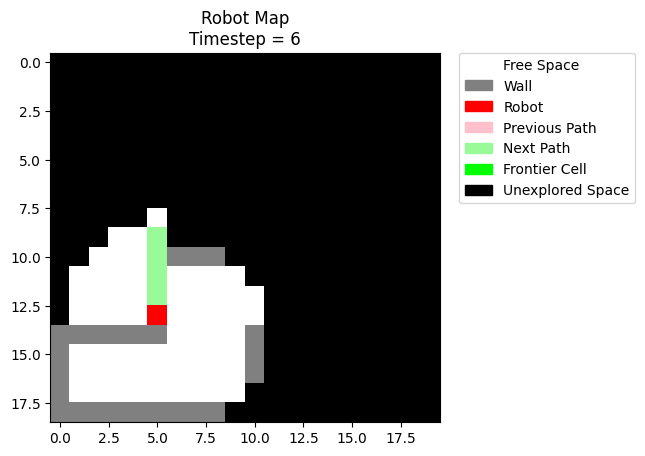 Robot Map
Timestep = 6
Free Space
Wall
Robot
Previous Path
Next Path
Frontier Cell
Unexplored Space
0.0
2.5
5.0
7.5
10.0
12.5
15.0
17.5
0.0
2.5
5.0
7.5
10.0
12.5
15.0
17.5